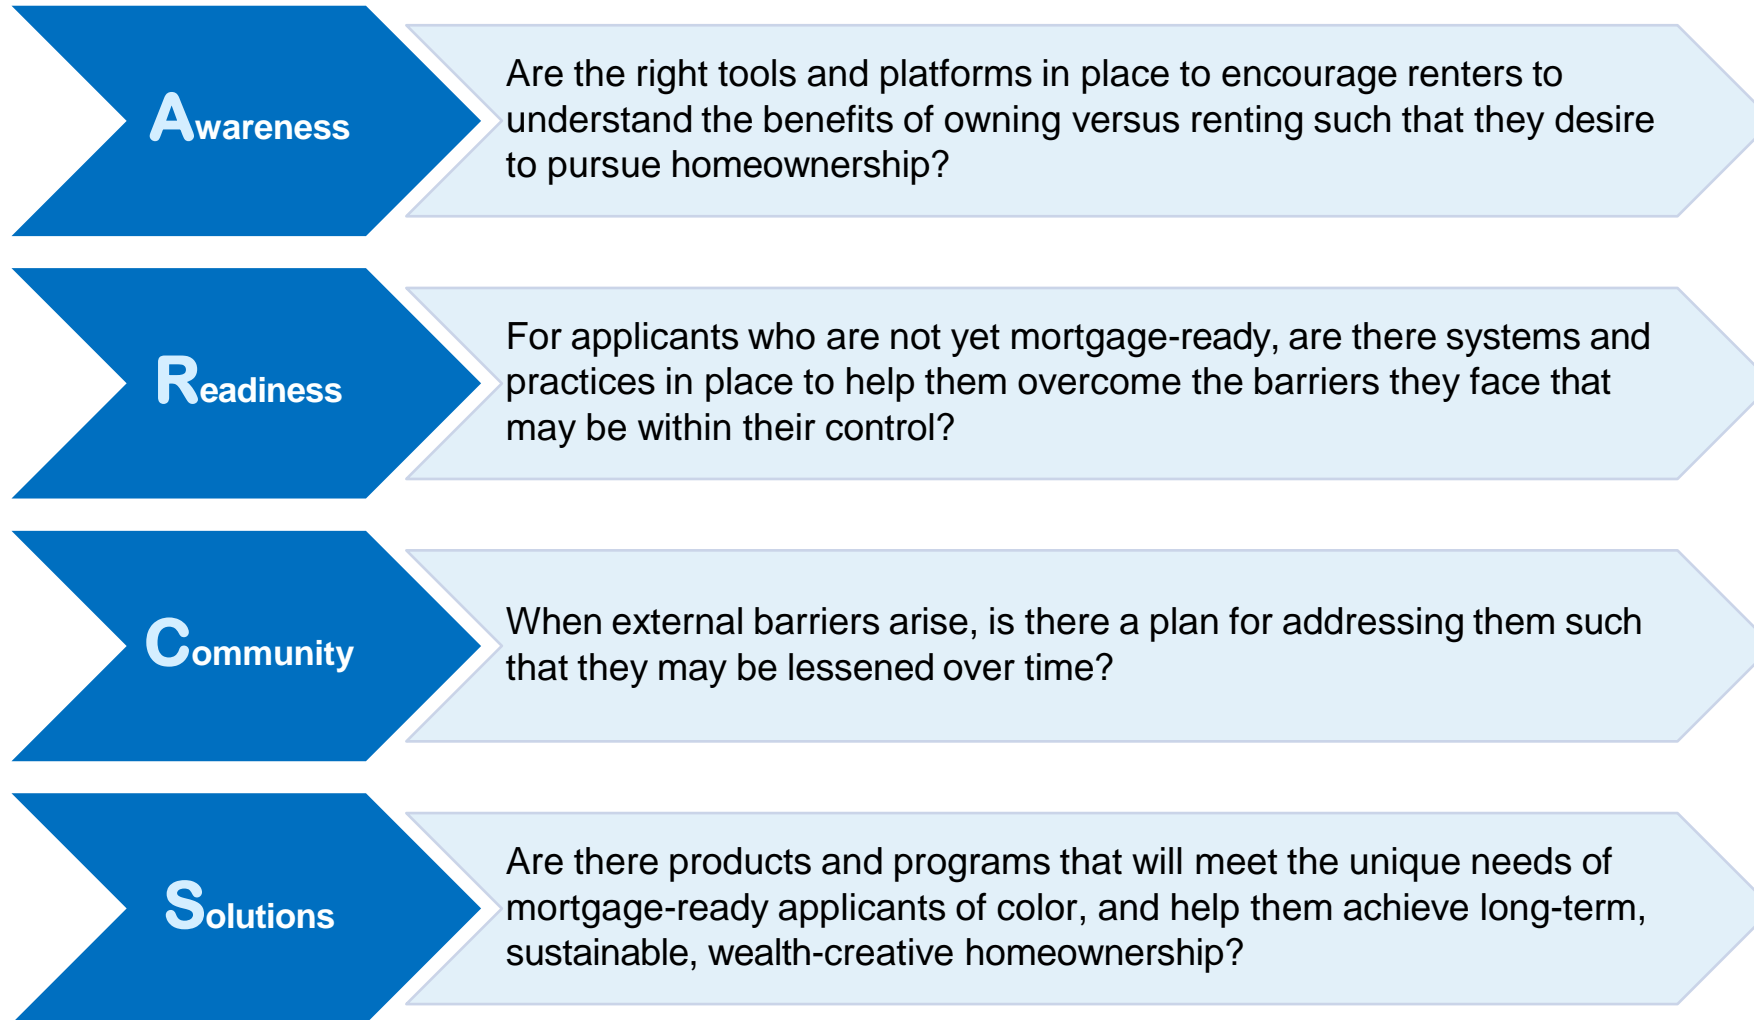 Awareness
Are the right tools and platforms in place to encourage renters to
understand the benefits of owning versus renting such that they desire
to pursue homeownership?
Readiness
For applicants who are not yet mortgage-ready, are there systems and
practices in place to help them overcome the barriers they face that
may be within their control?
Community
When external barriers arise, is there a plan for addressing them such
that they may be lessened over time?
Solutions
Are there products and programs that will meet the unique needs of
mortgage-ready applicants of color, and help them achieve long-term,
sustainable, wealth-creative homeownership?